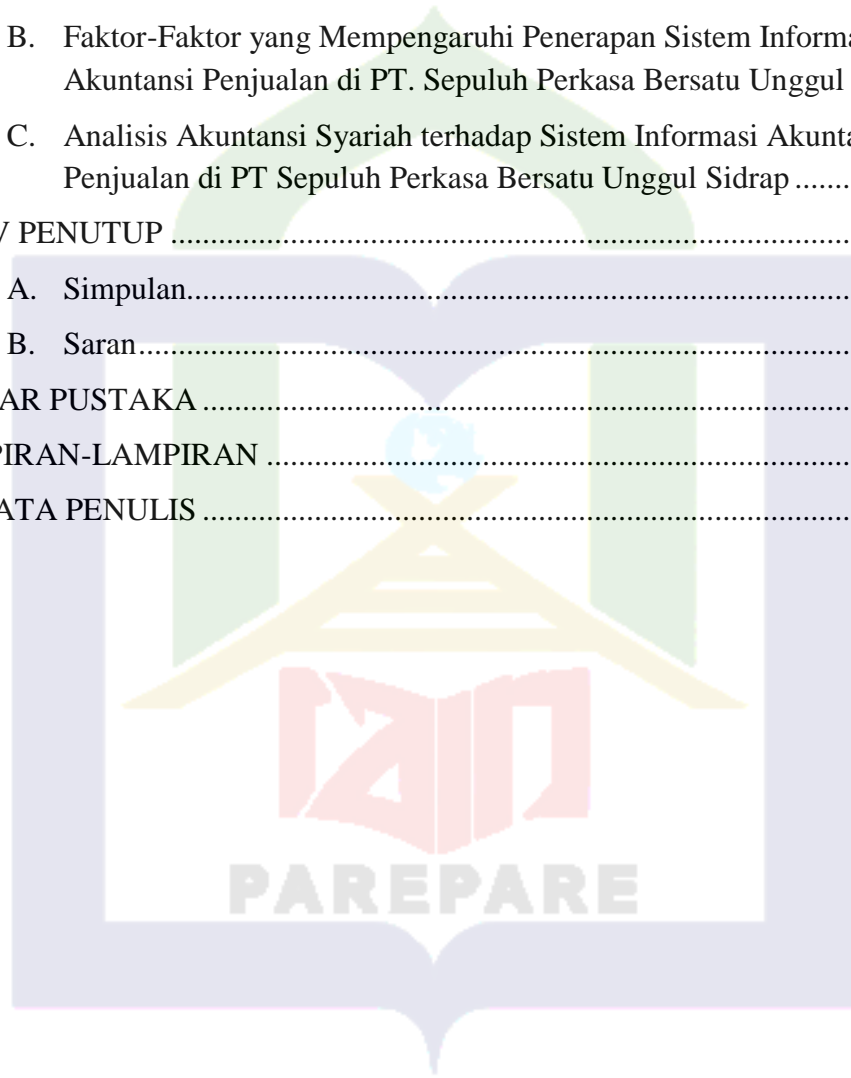 B. Faktor-Faktor yang Mempengaruhi Penerapan Sistem Informa
Akuntansi Penjualan di PT. Sepuluh Perkasa Bersatu Unggul
C. Analisis Akuntansi Syariah terhadap Sistem Informasi Akunta
Penjualan di PT Sepuluh Perkasa Bersatu Unggul Sidrap ........
V PENUTUP ................................................................................
A. Simpulan................................................................................
B. Saran................................................................................
AR PUSTAKA ................................................................................
PIRAN-LAMPIRAN ................................................................................
ATA PENULIS ................................................................................
iain
PAREPARE